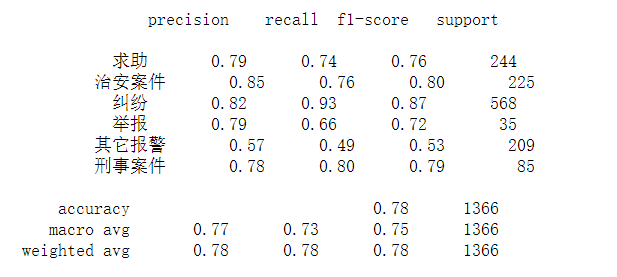 precision recall f1-score support
求助 0.79 0.74 0.76 244
治安案件 0.85 0.76 0.80 225
纠纷 0.82 0.93 0.87 568
举报 0.79 0.66 0.72 35
其它报警 0.57 0.49 0.53 209
刑事案件 0.78 0.80 0.79 85
accuracy 0.78 1366
macro avg 0.77 0.73 0.75 1366
weighted avg 0.78 0.78 0.78 1366